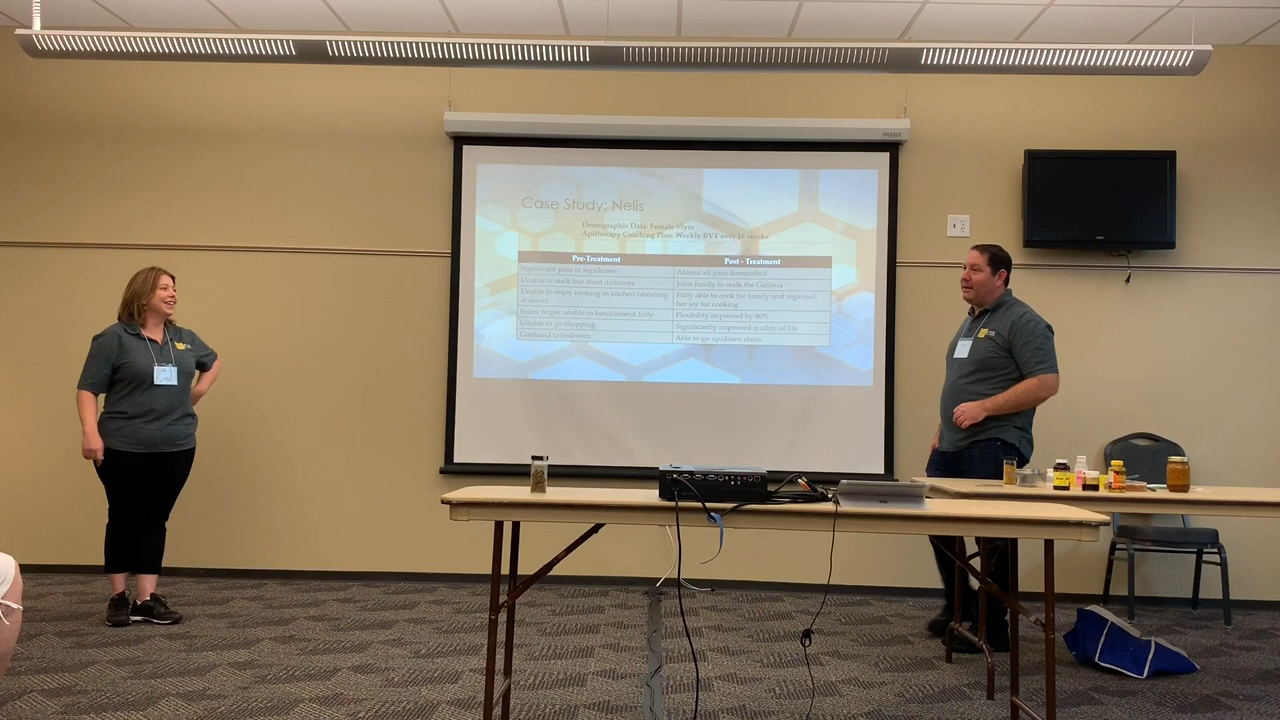 Case Study: Nelis
Demographic Data: Female 65yrs
Apitherapy Coaching Plan: Weekly BVT over 16 weeks
Pre-Treatment Post - Treatment
Significant pain in legs/knees Almost all pain diminished
Unable to walk but short distances Joins family to walk the Galleria
Unable to enjoy cooking in kitchen (standing Fully able to cook for family and regained
at stove) her joy for cooking
Index finger unable to bend/extend fully Flexibility improved by 80%
Unable to go shopping Significantly improved quality of life
Confined to bedroom Able to go up/down stairs